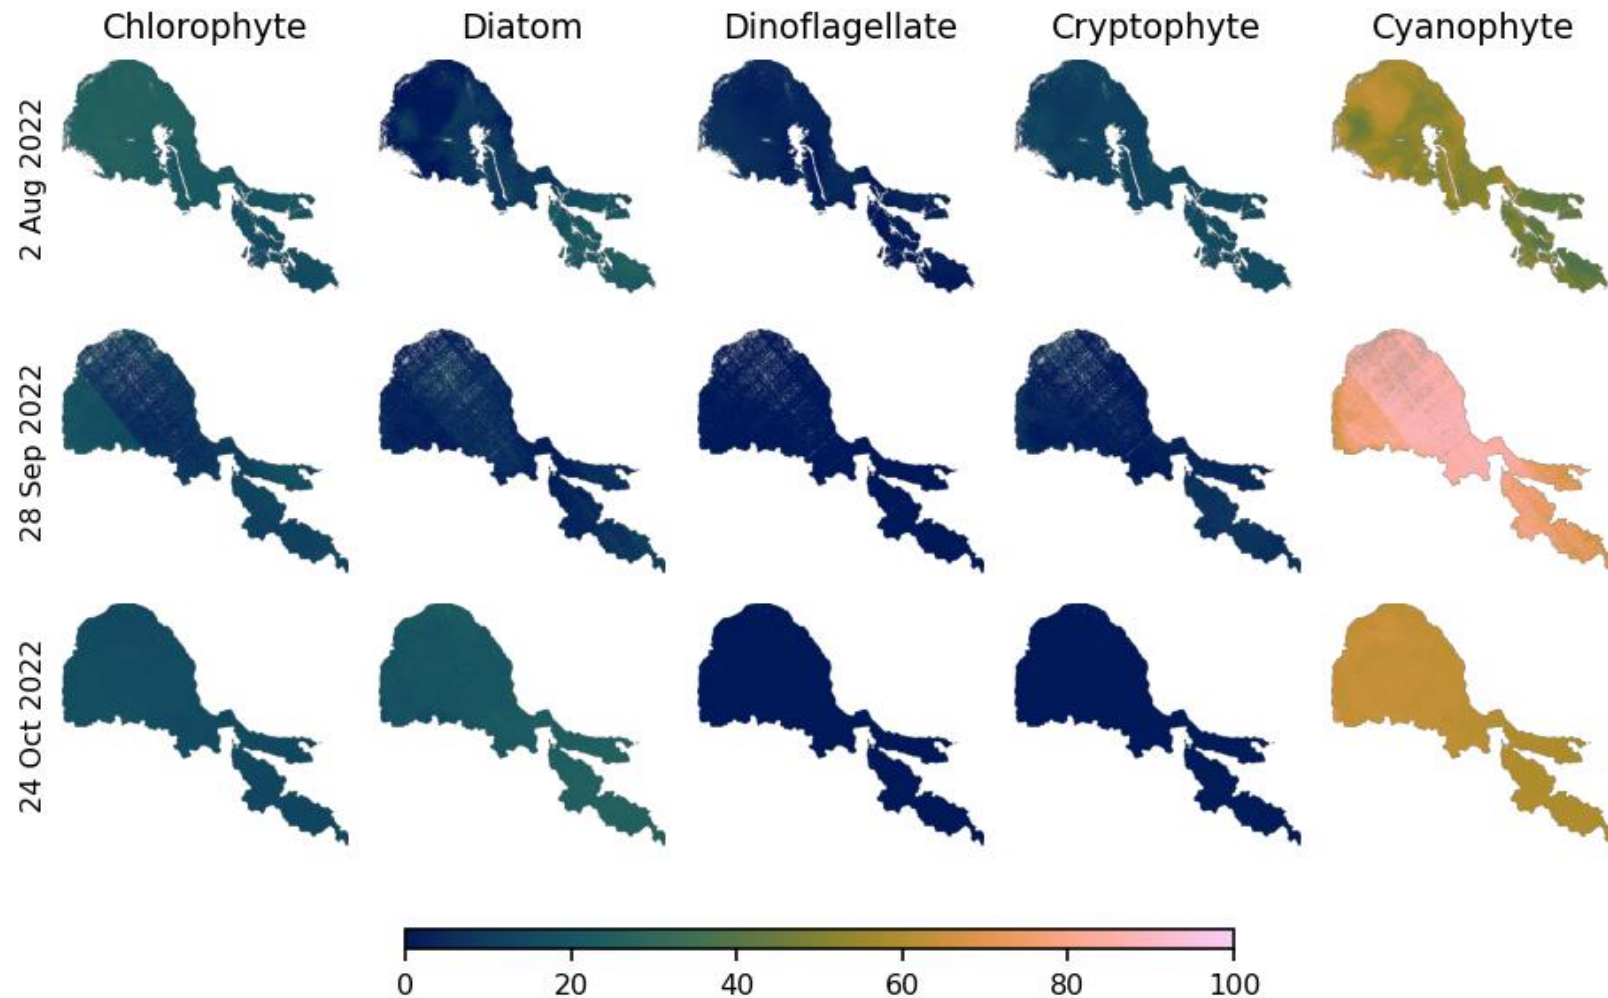 Chlorophyte Diatom Dinoflagellate Cryptophyte Cyanophyte
2 Aug 2022
28 Sep 2022
24 Oct 2022
0 20 40 60 80 100